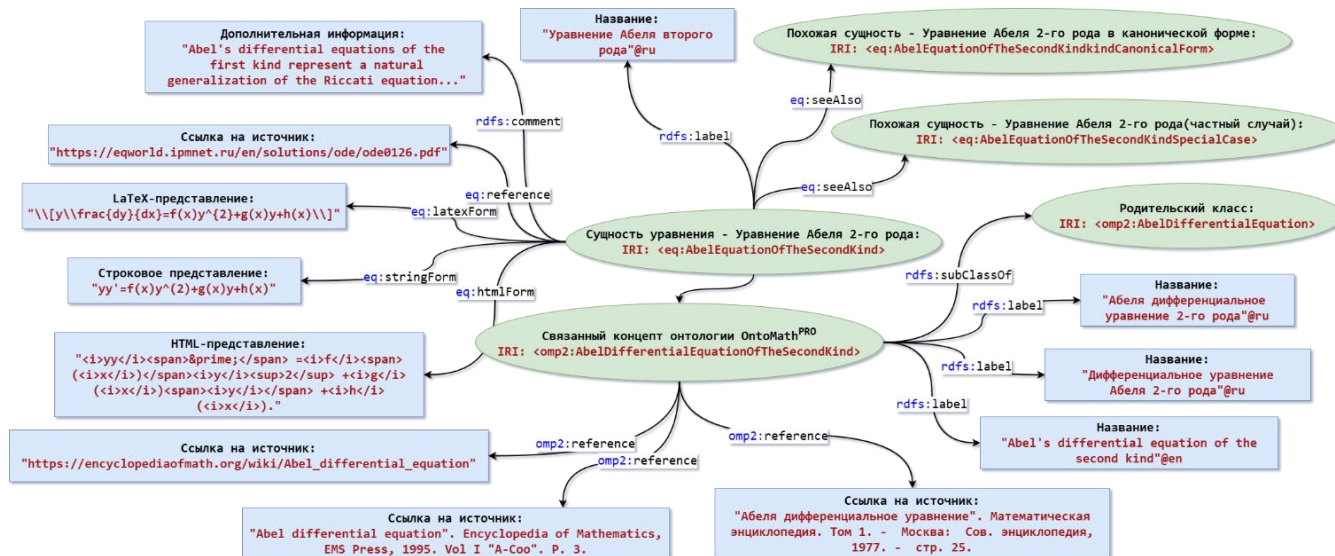 Дополнительная информация:
"Abel's differential equations of the
first kind represent a natural
generalization of the Riccati equation..."
Название:
"Уравнение Абеля второго
рода"@ru
Похожая сущность - Уравнение Абеля 2-го рода в канонической форме:
IRI: <eq:AbelEquationOfTheSecondKindkindCanonicalForm>
rdfs:comment
rdfs:label
eq:seeAlso
Ссылка на источник:
"https://eqworld.ipmnet.ru/en/solutions/ode/ode0126.pdf"
Похожая сущность - Уравнение Абеля 2-го рода(частный случай):
IRI: <eq:AbelEquationOfTheSecondKindSpecialCase>
eq:reference
eq:seeAlso
LaTeX-представление:
"\\[y\\frac{dy}{dx}=f(x)y^{2}+g(x)y+h(x)\\]"
eq:latexForm
Сущность уравнения - Уравнение Абеля 2-го рода:
IRI: <eq:AbelEquationOfTheSecondKind>
Родительский класс:
IRI: <omp2:AbelDifferentialEquation>
Строковое представление:
"yy'=f(x)y^(2)+g(x)y+h(x)"
eq:stringForm
eq:htmlForm
rdfs:subClassOf
Название:
"Абеля дифференциальное
уравнение 2-го рода"@ru
rdfs:label
HTML-представление:
"<i>yy</i><span>&prime;</span> =<i>f</i><span>
(<i>x</i>)</span><i>y</i><sup>2</sup> +<i>g</i>
(<i>x</i>)<span><i>y</i></span> +<i>h</i>
(<i>x</i>)."
Связанный концепт онтологии OntoMathPRO
IRI: <omp2:AbelDifferentialEquationOfTheSecondKind>
rdfs:label
Название:
"Дифференциальное уравнение
Абеля 2-го рода"@ru
rdfs:label
Название:
"Abel's differential equation of the
second kind"@en
Ссылка на источник:
"https://encyclopediaofmath.org/wiki/Abel_differential_equation"
omp2:reference
omp2:reference
omp2:reference
Ссылка на источник:
"Abel differential equation". Encyclopedia of Mathematics,
EMS Press, 1995. Vol I "A-Coo". P. 3.
Ссылка на источник:
"Абеля дифференциальное уравнение". Математическая
энциклопедия. Том 1. - Москва: Сов. энциклопедия,
1977. - стр. 25.